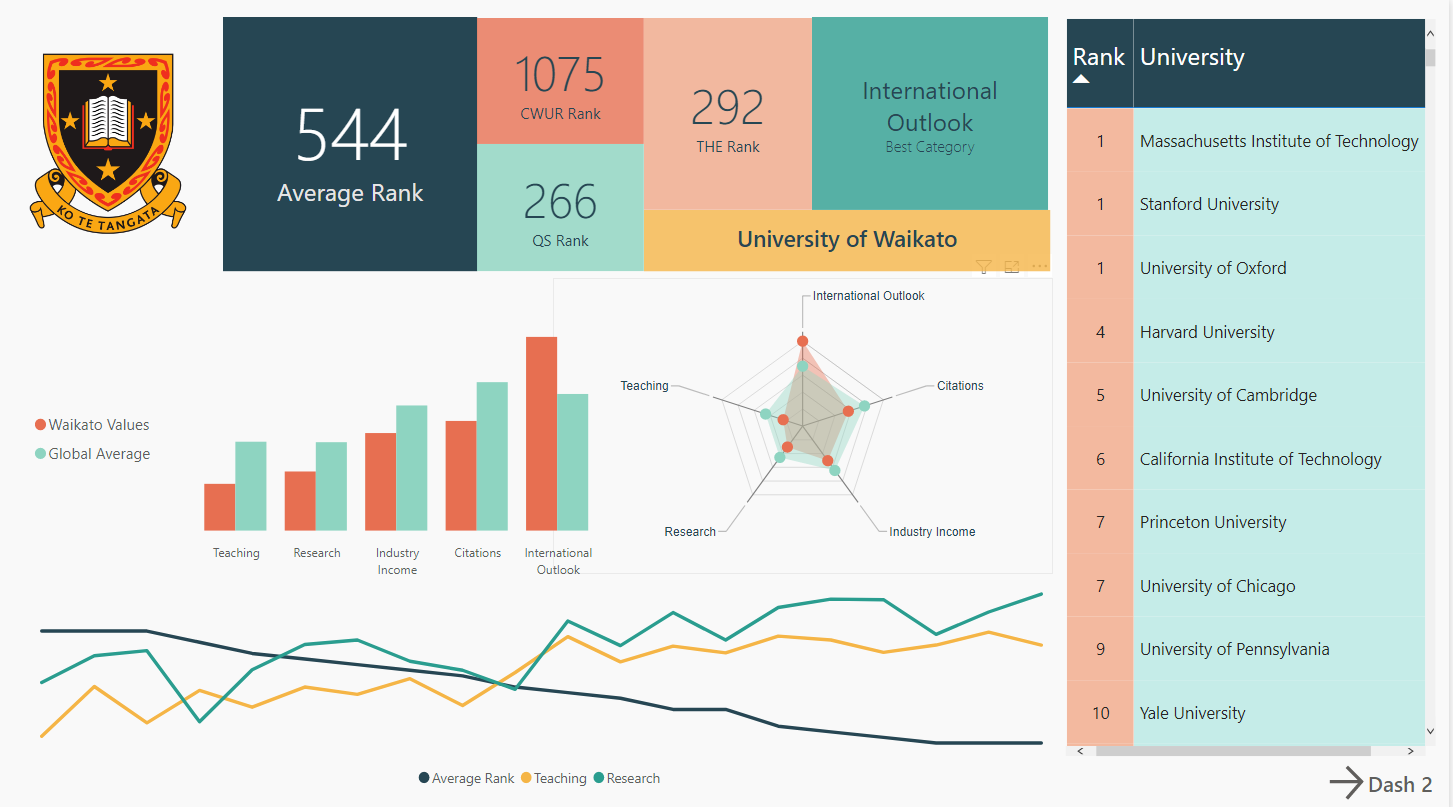 KO TE TANGATA
544
Average Rank
1075
CWUR Rank
266
QS Rank
292
THE Rank
International
Outlook
Best Category
University of Waikato
Waikato Values
Global Average
Teaching
Research
Industry
Income
Citations
International
Outlook
International Outlook
Citations
Industry Income
Research
Teaching
Average Rank
Teaching
Research
Rank University
1 Massachusetts Institute of Technology
1 Stanford University
1 University of Oxford
4 Harvard University
5 University of Cambridge
6 California Institute of Technology
7 Princeton University
7 University of Chicago
9 University of Pennsylvania
10 Yale University
Dash 2